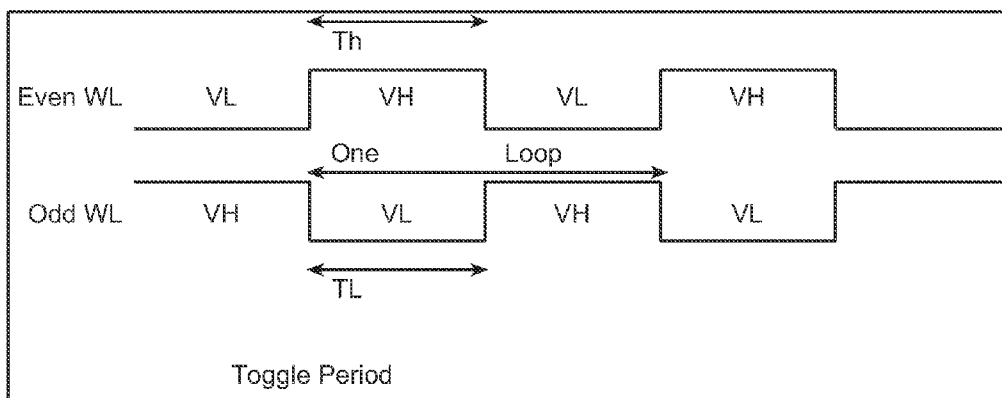 Th
Even WL VL VH VL VH
One Loop
Odd WL VH VL VH VL
TL
Toggle Period